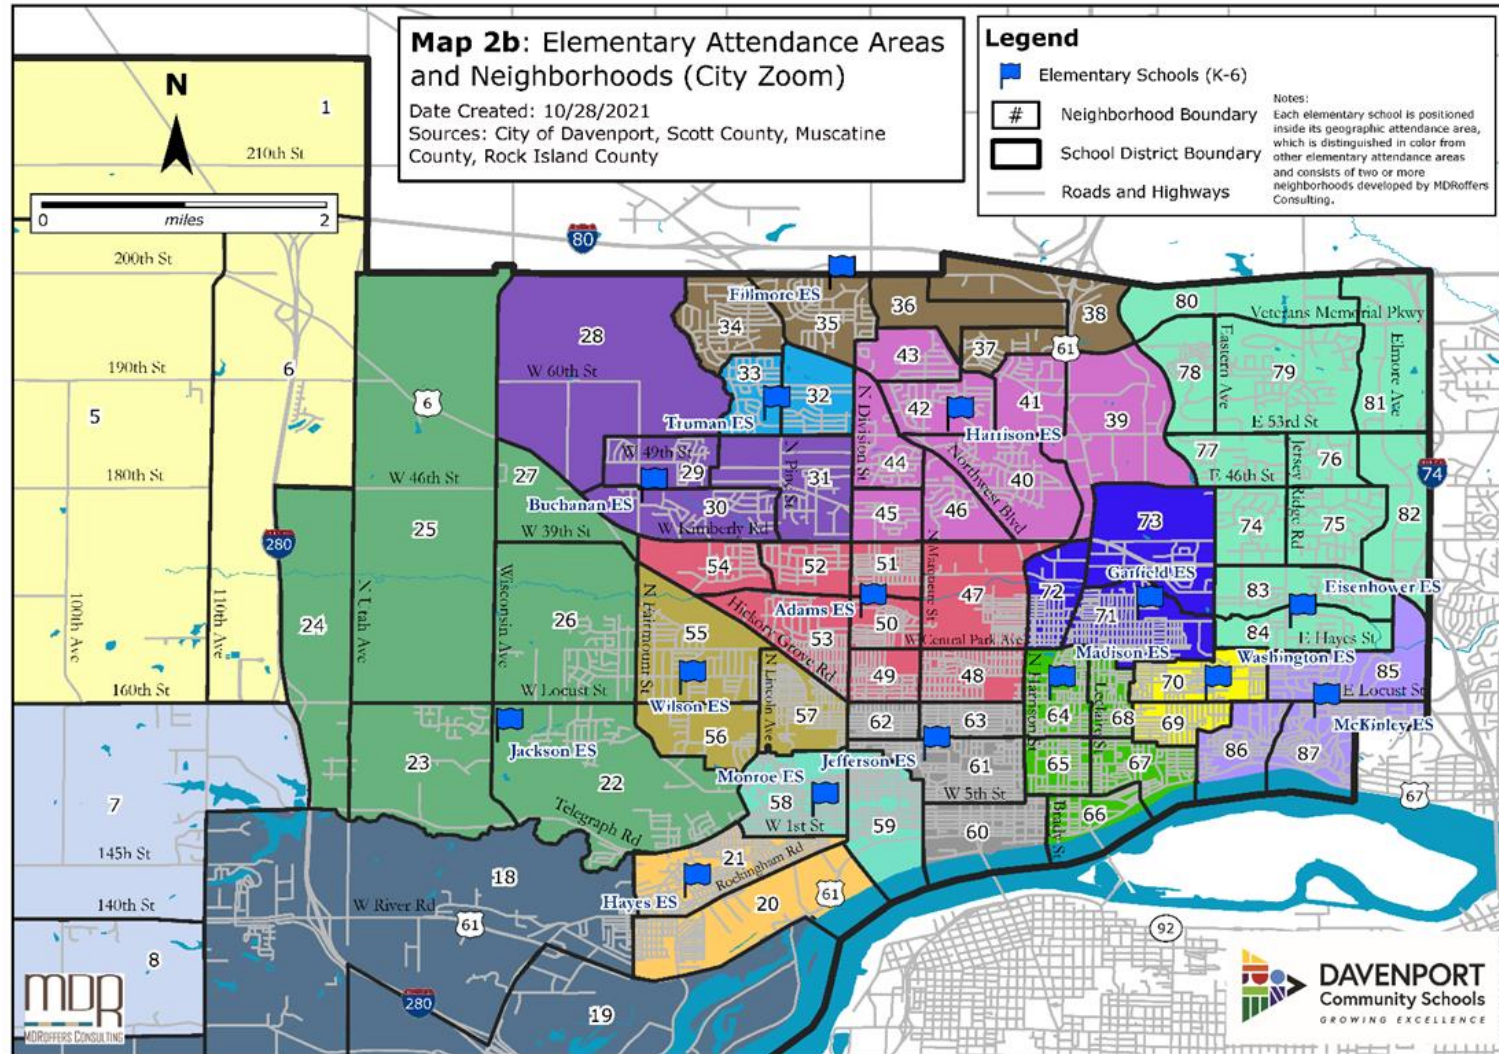 Map 2b: Elementary Attendance Areas
and Neighborhoods (City Zoom)
Date Created: 10/28/2021
Sources: City of Davenport, Scott County, Muscatine
County, Rock Island County
Legend
Elementary Schools (K-6)
# Neighborhood Boundary
School District Boundary
Roads and Highways
Notes:
Each elementary school is positioned
inside its geographic attendance area,
which is distinguished in color from
other elementary attendance areas
and consists of two or more
neighborhoods developed by MDRoffers
Consulting.
N
0 miles 2
1
210th St
200th St
80
190th St
6
5
180th St
100th Ave
110th Ave
160th St
7
145h St
140th St
8
280
24
N Utah Ave
6
W 46th St
25
23
28
W 60th St
27
W 39th St
Wisconsin Ave
26
W Locust St
Jackson ES
22
Telegraph Rd
18
W River Rd
61
280
19
Fillmore ES
34
35
36
37
38
61
33
32
Truman ES
W 49th St
29
Buchanan ES
30
W Kimberly Rd
N Pine St
31
N Division St
43
42
41
39
Harrison ES
44
Northwest Blvd
40
45
46
N Marquette St
54
52
51
Adams ES
50
47
W Central Park Ave
Hickory Grove Rd
53
49
48
N Fairmount St
55
Wilson ES
56
N Lincoln Ave
57
62
63
Jefferson ES
61
W 5th St
60
Monroe ES
58
W 1st St
59
21
Rockingham Rd
Hayes ES
20
61
80
Veterans Memorial Pkwy
78
Eastern Ave
79
Elmore Ave
81
E 53rd St
77
E 46th St
76
Jersey Ridge Rd
74
75
82
74
73
Garfield ES
72
71
Madison ES
83
Eisenhower ES
84
E Hayes St
Washington ES
70
85
E Locust St
McKinley ES
69
86
87
N Harrison St
64
68
65
67
66
Brady St
67
92
MDR
MDROFFERS CONSULTING
DAVENPORT
Community Schools
GROWING EXCELLENCE